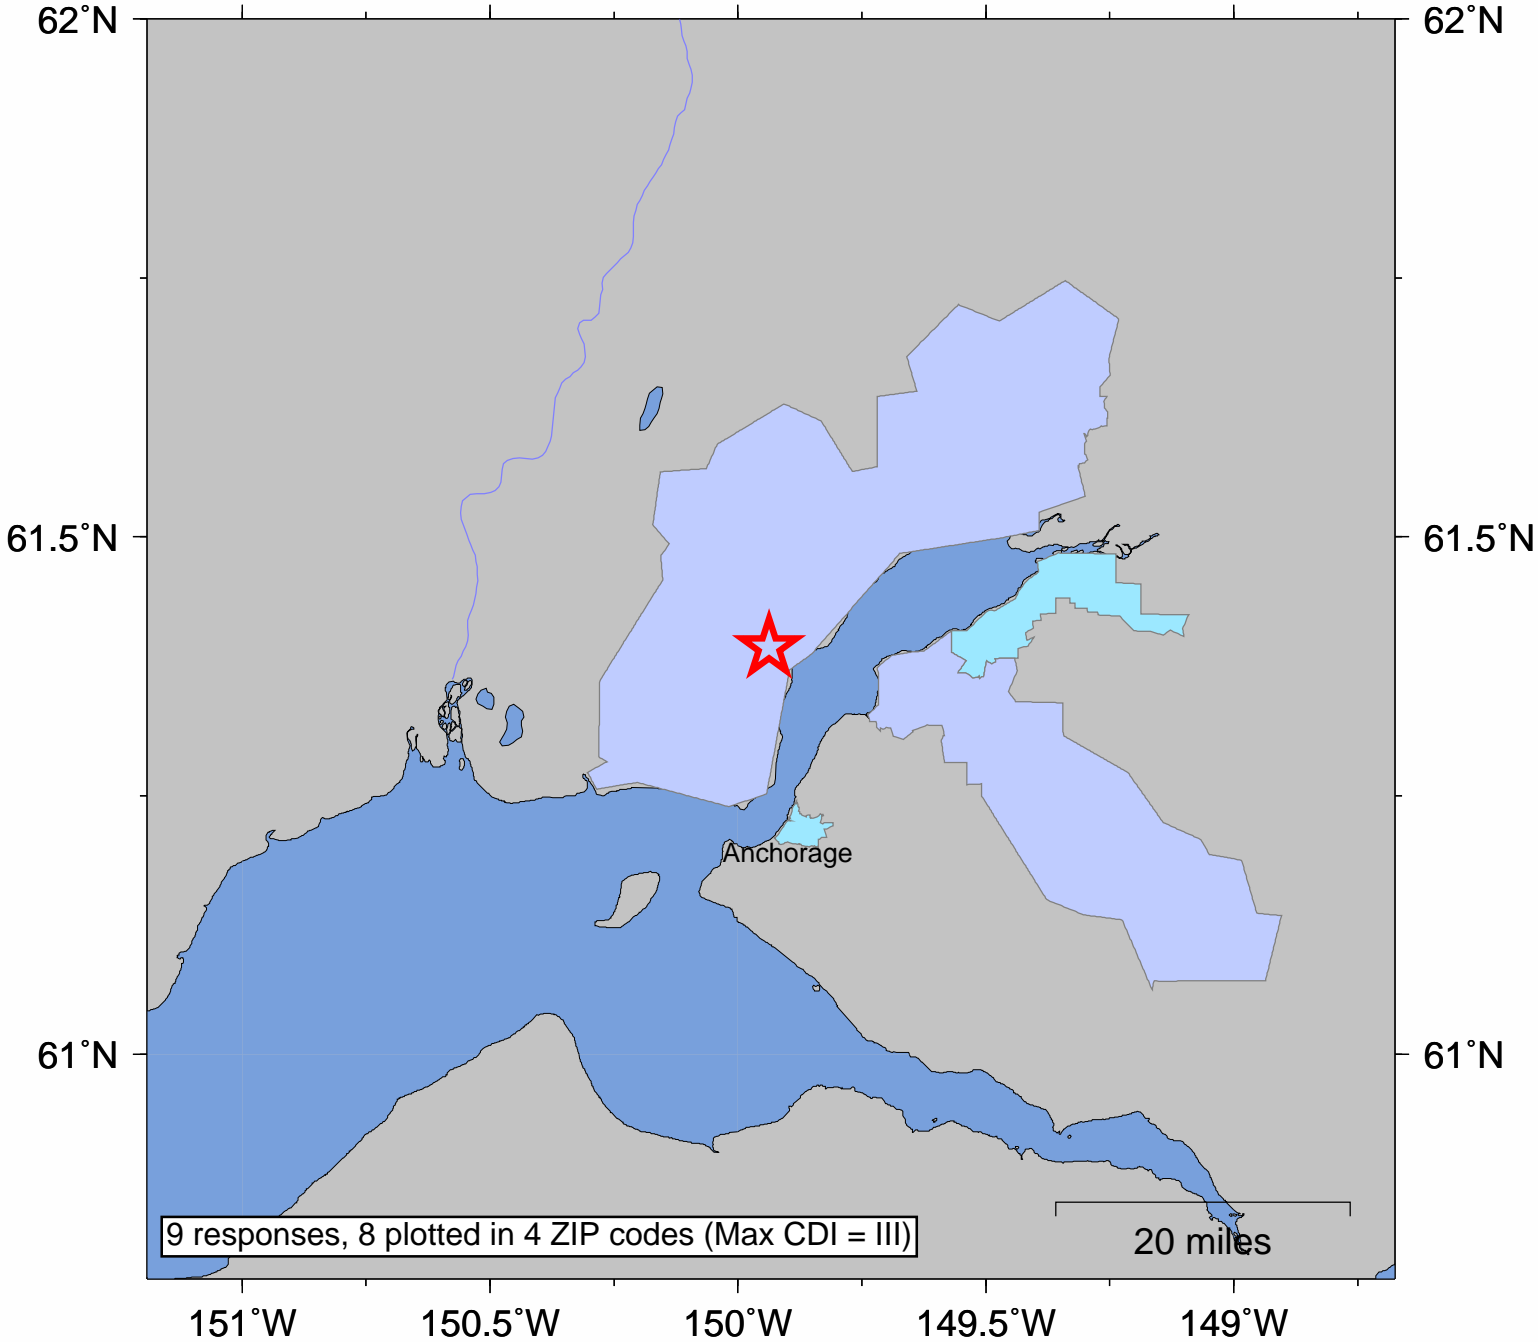 62°N 62°N
61.5°N 61.5°N
Anchorage
61°N 61°N
9 responses, 8 plotted in 4 ZIP codes (Max CDI = III)
20 miles
151°W 150.5°W 150°W 149.5°W 149°W